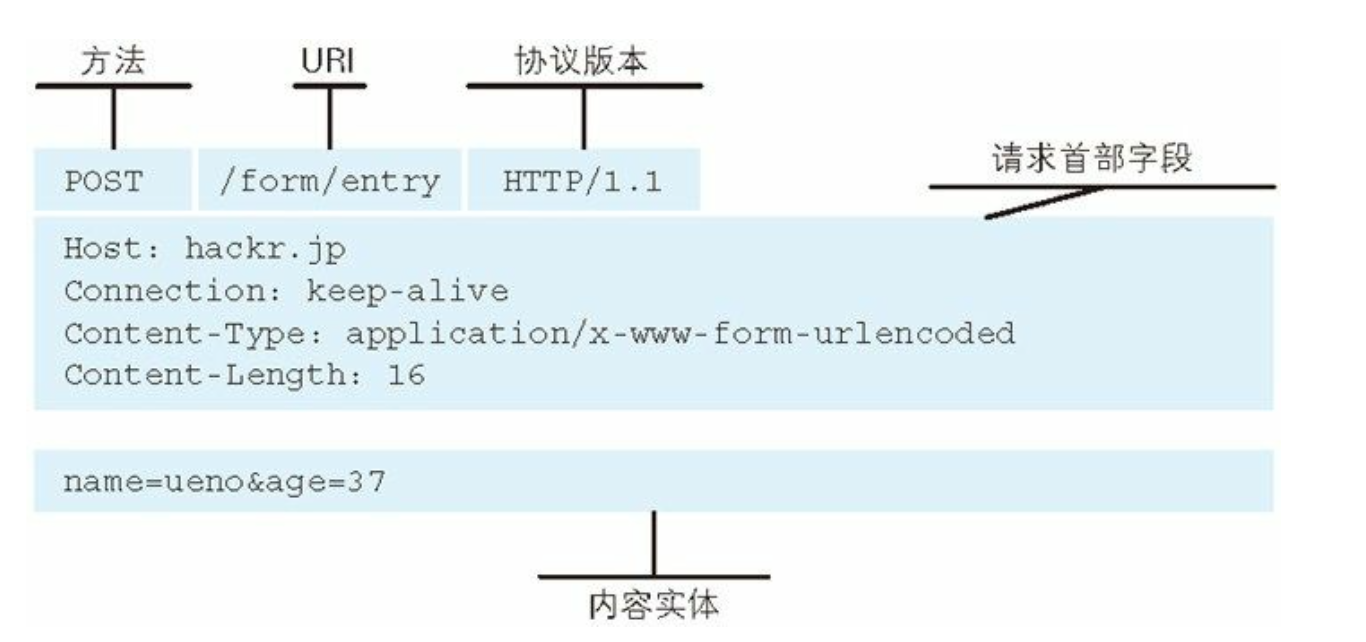 方法 URI 协议版本
请求首部字段
POST /form/entry HTTP/1.1
Host: hackr.jp
Connection: keep-alive
Content-Type: application/x-www-form-urlencoded
Content-Length: 16
name=ueno&age=37
内容实体